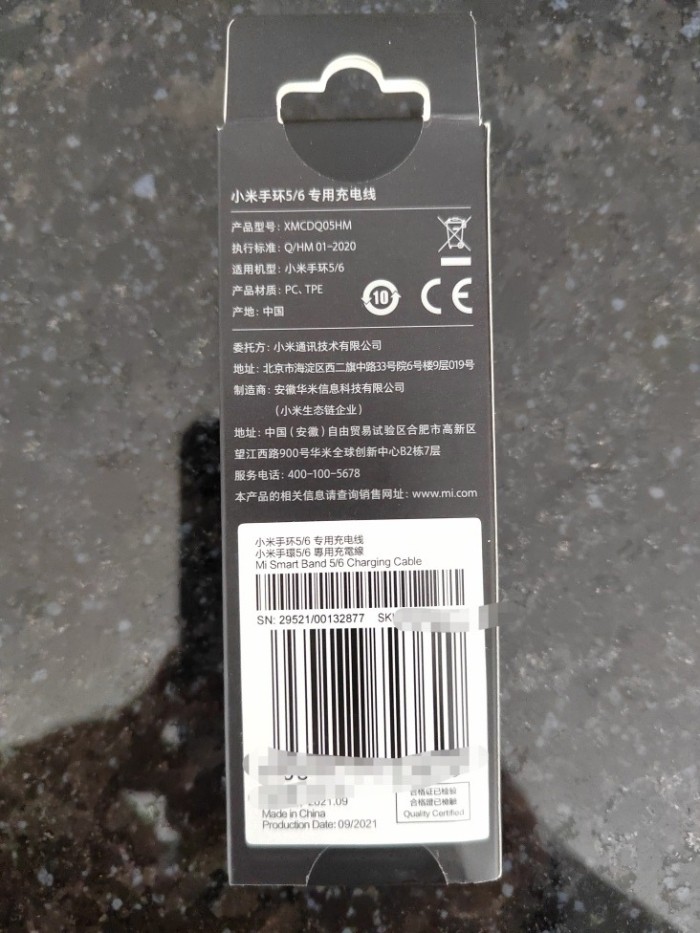 小米手环5/6 专用充电线
产品型号: XMCDQ05HM
执行标准: Q/HM 01-2020
适用机型: 小米手环5/6
产品材质: PC、TPE
产地: 中国
10
CE
委托方: 小米通讯技术有限公司
地址: 北京市海淀区西二旗中路33号院6号楼9层019号
制造商: 安徽华米信息科技有限公司
(小米生态链企业)
地址: 中国(安徽)自由贸易试验区合肥市高新区
望江西路900号华米全球创新中心B2栋7层
服务电话: 400-100-5678
本产品的相关信息请查询销售网址: www.mi.com
小米手环5/6 专用充电线
小米手環5/6 專用充電線
Mi Smart Band 5/6 Charging Cable
SN: 29521/00132877 SK
2021.09
Made in China
Production Date: 09/2021
合格证已检验
合格證已檢驗
Quality Certified